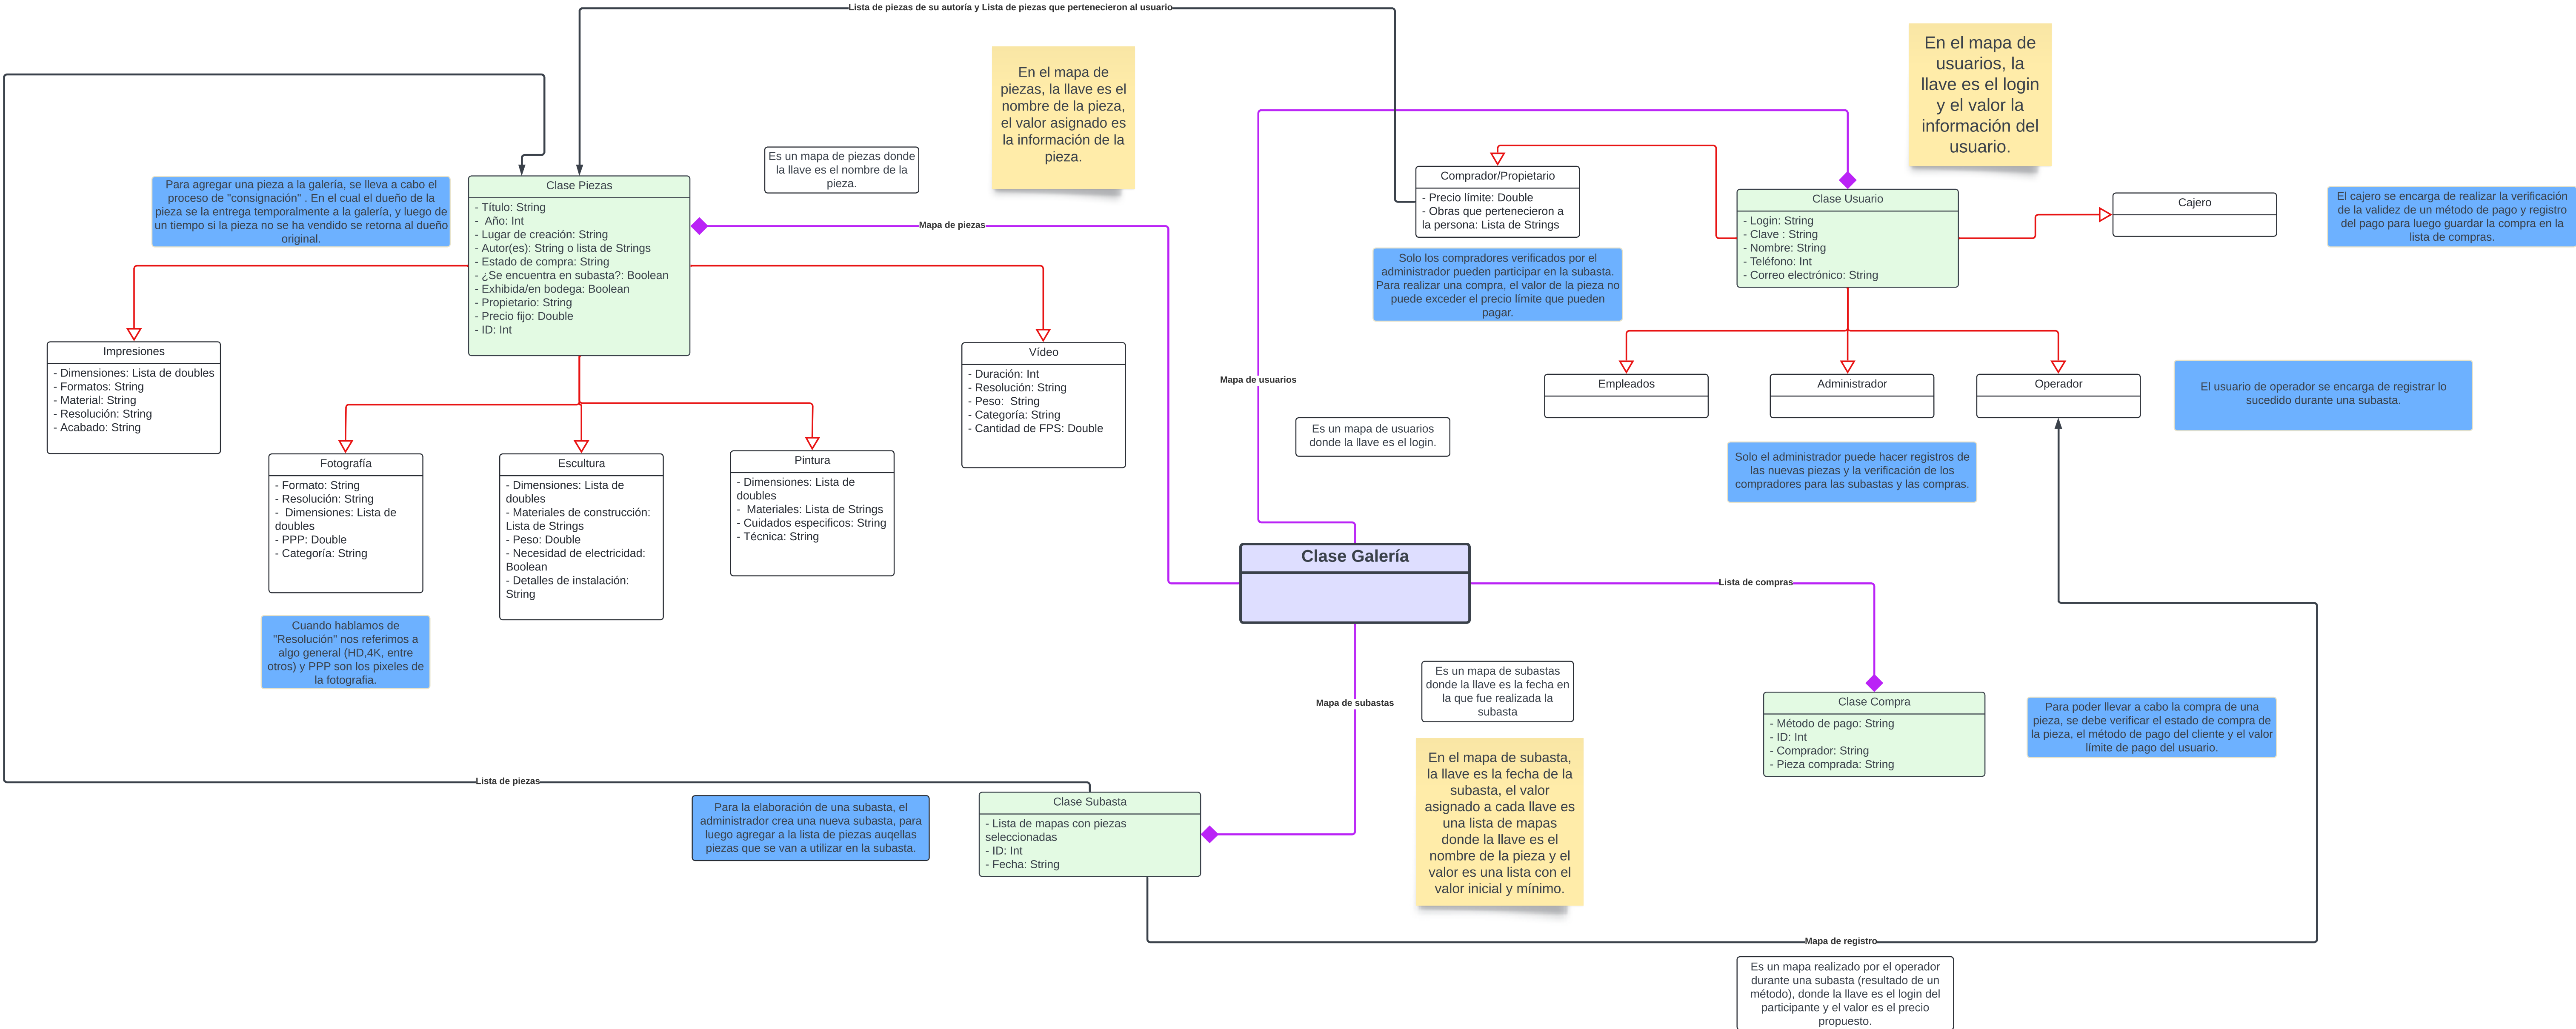 Lista de piezas de su autoría y Lista de piezas que pertenecieron al usuario
En el mapa de
piezas, la llave es el
nombre de la pieza,
el valor asignado es
la información de la
pieza.
En el mapa de
usuarios, la
llave es el login
y el valor la
información del
usuario.
Es un mapa de piezas donde
la llave es el nombre de la
pieza.
Para agregar una pieza a la galería, se lleva a cabo el
proceso de "consignación" . En el cual el dueño de la
pieza se la entrega temporalmente a la galería, y luego de
un tiempo si la pieza no se ha vendido se retorna al dueño
original.
Clase Piezas
- Título: String
-  Año: Int
- Lugar de creación: String
- Autor(es): String o lista de Strings
- Estado de compra: String
- ¿Se encuentra en subasta?: Boolean
- Exhibida/en bodega: Boolean
- Propietario: String
- Precio fijo: Double
- ID: Int
Mapa de piezas
Comprador/Propietario
- Precio límite: Double
- Obras que pertenecieron a
la persona: Lista de Strings
Clase Usuario
- Login: String
- Clave : String
- Nombre: String
- Teléfono: Int
- Correo electrónico: String
Cajero
El cajero se encarga de realizar la verificación
de la validez de un método de pago y registro
del pago para luego guardar la compra en la
lista de compras.
Solo los compradores verificados por el
administrador pueden participar en la subasta.
Para realizar una compra, el valor de la pieza no
puede exceder el precio límite que pueden
pagar.
Impresiones
- Dimensiones: Lista de doubles
- Formatos: String
- Material: String
- Resolución: String
- Acabado: String
Vídeo
- Duración: Int
- Resolución: String
- Peso:  String
- Categoría: String
- Cantidad de FPS: Double
Mapa de usuarios
Empleados
Administrador
Operador
El usuario de operador se encarga de registrar lo
sucedido durante una subasta.
Es un mapa de usuarios
donde la llave es el login.
Solo el administrador puede hacer registros de
las nuevas piezas y la verificación de los
compradores para las subastas y las compras.
Fotografía
- Formato: String
- Resolución: String
-  Dimensiones: Lista de
doubles
- PPP: Double
- Categoría: String
Escultura
- Dimensiones: Lista de
doubles
- Materiales de construcción:
Lista de Strings
- Peso: Double
- Necesidad de electricidad:
Boolean
- Detalles de instalación:
String
Pintura
- Dimensiones: Lista de
doubles
-  Materiales: Lista de Strings
- Cuidados especificos: String
- Técnica: String
Clase Galería
Lista de compras
Cuando hablamos de
"Resolución" nos referimos a
algo general (HD,4K, entre
otros) y PPP son los pixeles de
la fotografia.
Es un mapa de subastas
donde la llave es la fecha en
la que fue realizada la
subasta
Mapa de subastas
Clase Compra
- Método de pago: String
- ID: Int
- Comprador: String
- Pieza comprada: String
Para poder llevar a cabo la compra de una
pieza, se debe verificar el estado de compra de
la pieza, el método de pago del cliente y el valor
límite de pago del usuario.
En el mapa de subasta,
la llave es la fecha de la
subasta, el valor
asignado a cada llave es
una lista de mapas
donde la llave es el
nombre de la pieza y el
valor es una lista con el
valor inicial y mínimo.
Lista de piezas
Para la elaboración de una subasta, el
administrador crea una nueva subasta, para
luego agregar a la lista de piezas auqellas
piezas que se van a utilizar en la subasta.
Clase Subasta
- Lista de mapas con piezas
seleccionadas
- ID: Int
- Fecha: String
Mapa de registro
Es un mapa realizado por el operador
durante una subasta (resultado de un
método), donde la llave es el login del
participante y el valor es el precio
propuesto.